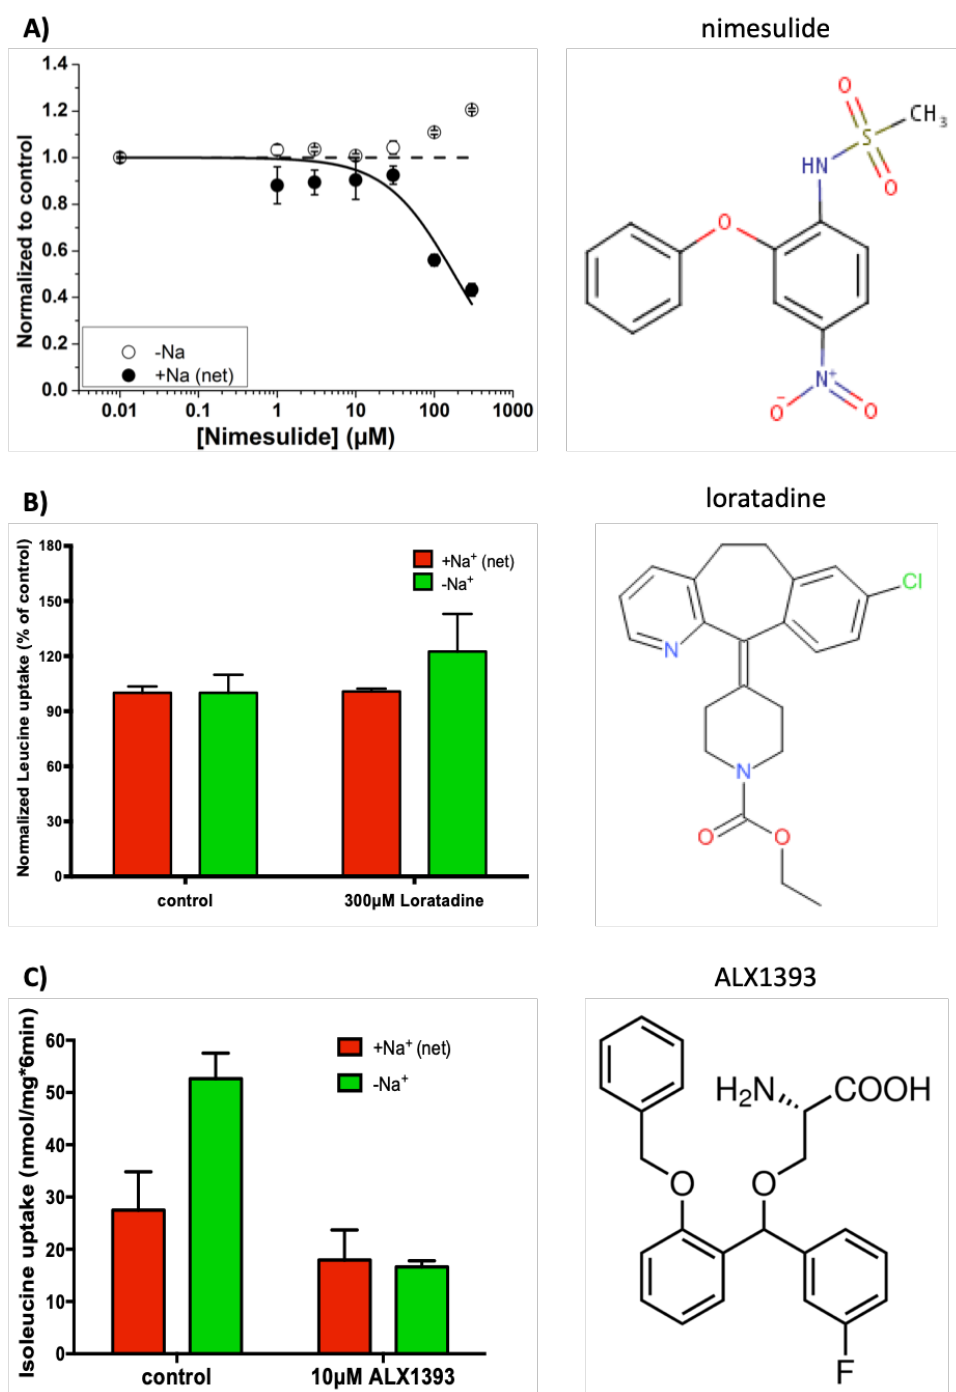 A)
nimesulide
Normalized to control
1.4
1.2
1.0
0.8
0.6
0.4
0.2
0.0
-Na
+Na (net)
0.01 0.1 1 10 100 1000
[Nimesulide] (µM)
O
S
CH3
HN
O
O
N+
-O
O
B)
loratadine
Normalized Leucine uptake (% of control)
180
150
120
90
60
30
0
+Na+ (net)
-Na+
control
300µM Loratadine
Cl
N
N
O
O
C)
ALX1393
Isoleucine uptake (nmol/mg*6min)
60
50
40
30
20
10
0
+Na+ (net)
-Na+
control
10µM ALX1393
H2N
COOH
O
O
F